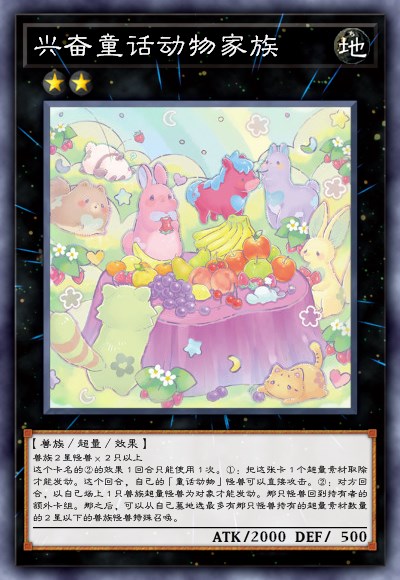 兴奋童话动物家族
地
【兽族／超量／效果】
兽族２星怪兽×２只以上
这个卡名的②的效果１回合只能使用１次。①：把这张卡１个超量素材取除
才能发动。这个回合，自己的「童话动物」怪兽可以直接攻击。②：对方回
合，以自己场上１只兽族超量怪兽为对象才能发动。那只怪兽回到持有者的
额外卡组。那之后，可以从自己墓地选最多有那只怪兽持有的超量素材数量
的２星以下的兽族怪兽特殊召唤。
ATK/2000 DEF/ 500